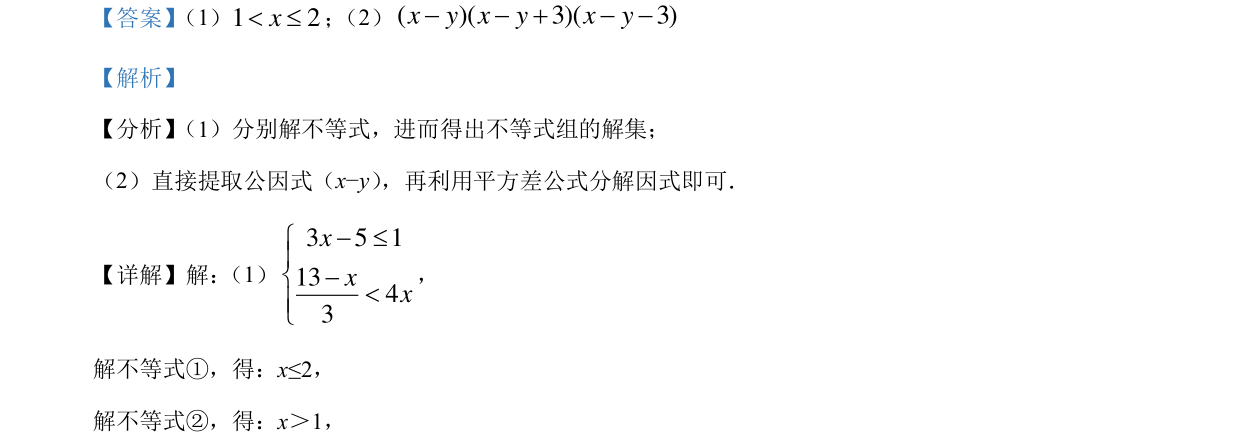 【答案】（1）1 < x ≤ 2；（2）(x − y)(x − y + 3)(x − y − 3)
【解析】
【分析】（1）分别解不等式，进而得出不等式组的解集；
（2）直接提取公因式（x−y），再利用平方差公式分解因式即可．
【详解】解：（1）{ 3x − 5 ≤ 1
(13 − x)/3 < 4x ，
解不等式①，得：x≤2，
解不等式②，得：x＞1，